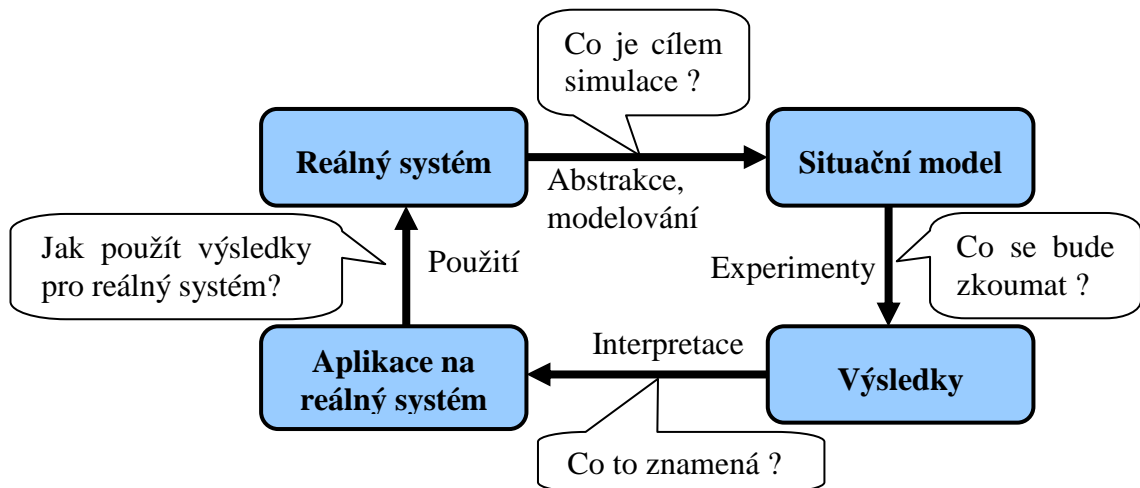 Co je cílem
simulace ?
Reálný systém
Situační model
Abstrakce,
modelování
Jak použít výsledky
pro reálný systém?
Použití
Experimenty
Co se bude
zkoumat ?
Interpretace
Aplikace na
reálný systém
Výsledky
Co to znamená ?